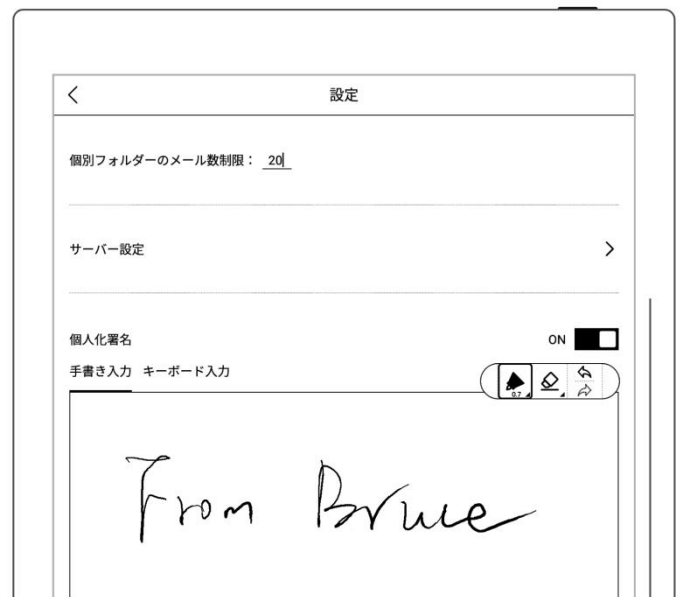 設定
個別フォルダーのメール数制限： 20
サーバー設定
個人化署名 ON
手書き入力 キーボード入力
0.7
From Bruce